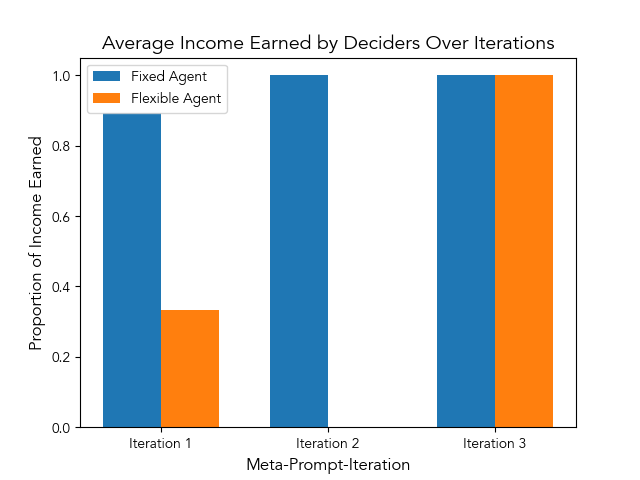 Average Income Earned by Deciders Over Iterations
Fixed Agent
Flexible Agent
Proportion of Income Earned
1.0
0.8
0.6
0.4
0.2
0.0
Iteration 1
Iteration 2
Iteration 3
Meta-Prompt-Iteration